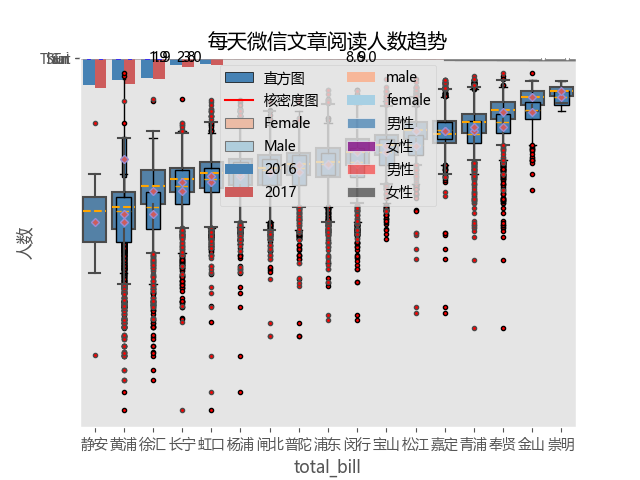 每天微信文章阅读人数趋势
直方图
核密度图
Female
Male
2016
2017
male
female
男性
女性
男性
女性
人数
静安 黄浦 徐汇 长宁 虹口 杨浦 闸北 普陀 浦东 闵行 宝山 松江 嘉定 青浦 奉贤 金山 崇明
total_bill